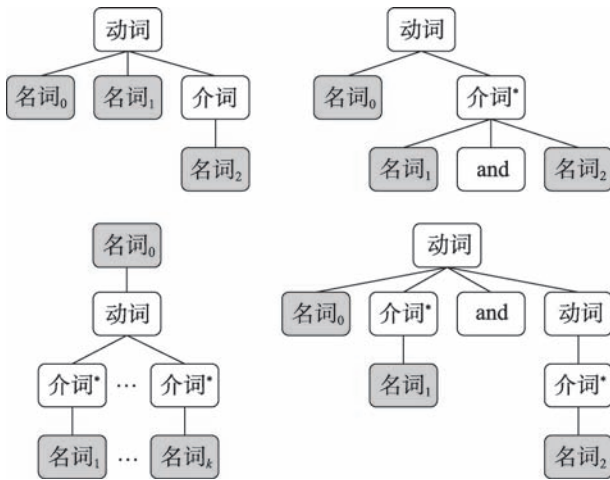 动词
名词₀ 名词₁ 介词
名词₂
动词
名词₀ 介词*
名词₁ and 名词₂
名词₀
动词
介词* … 介词*
名词₁ … 名词ₖ
动词
名词₀ 介词* and 动词
名词₁ 介词*
名词₂